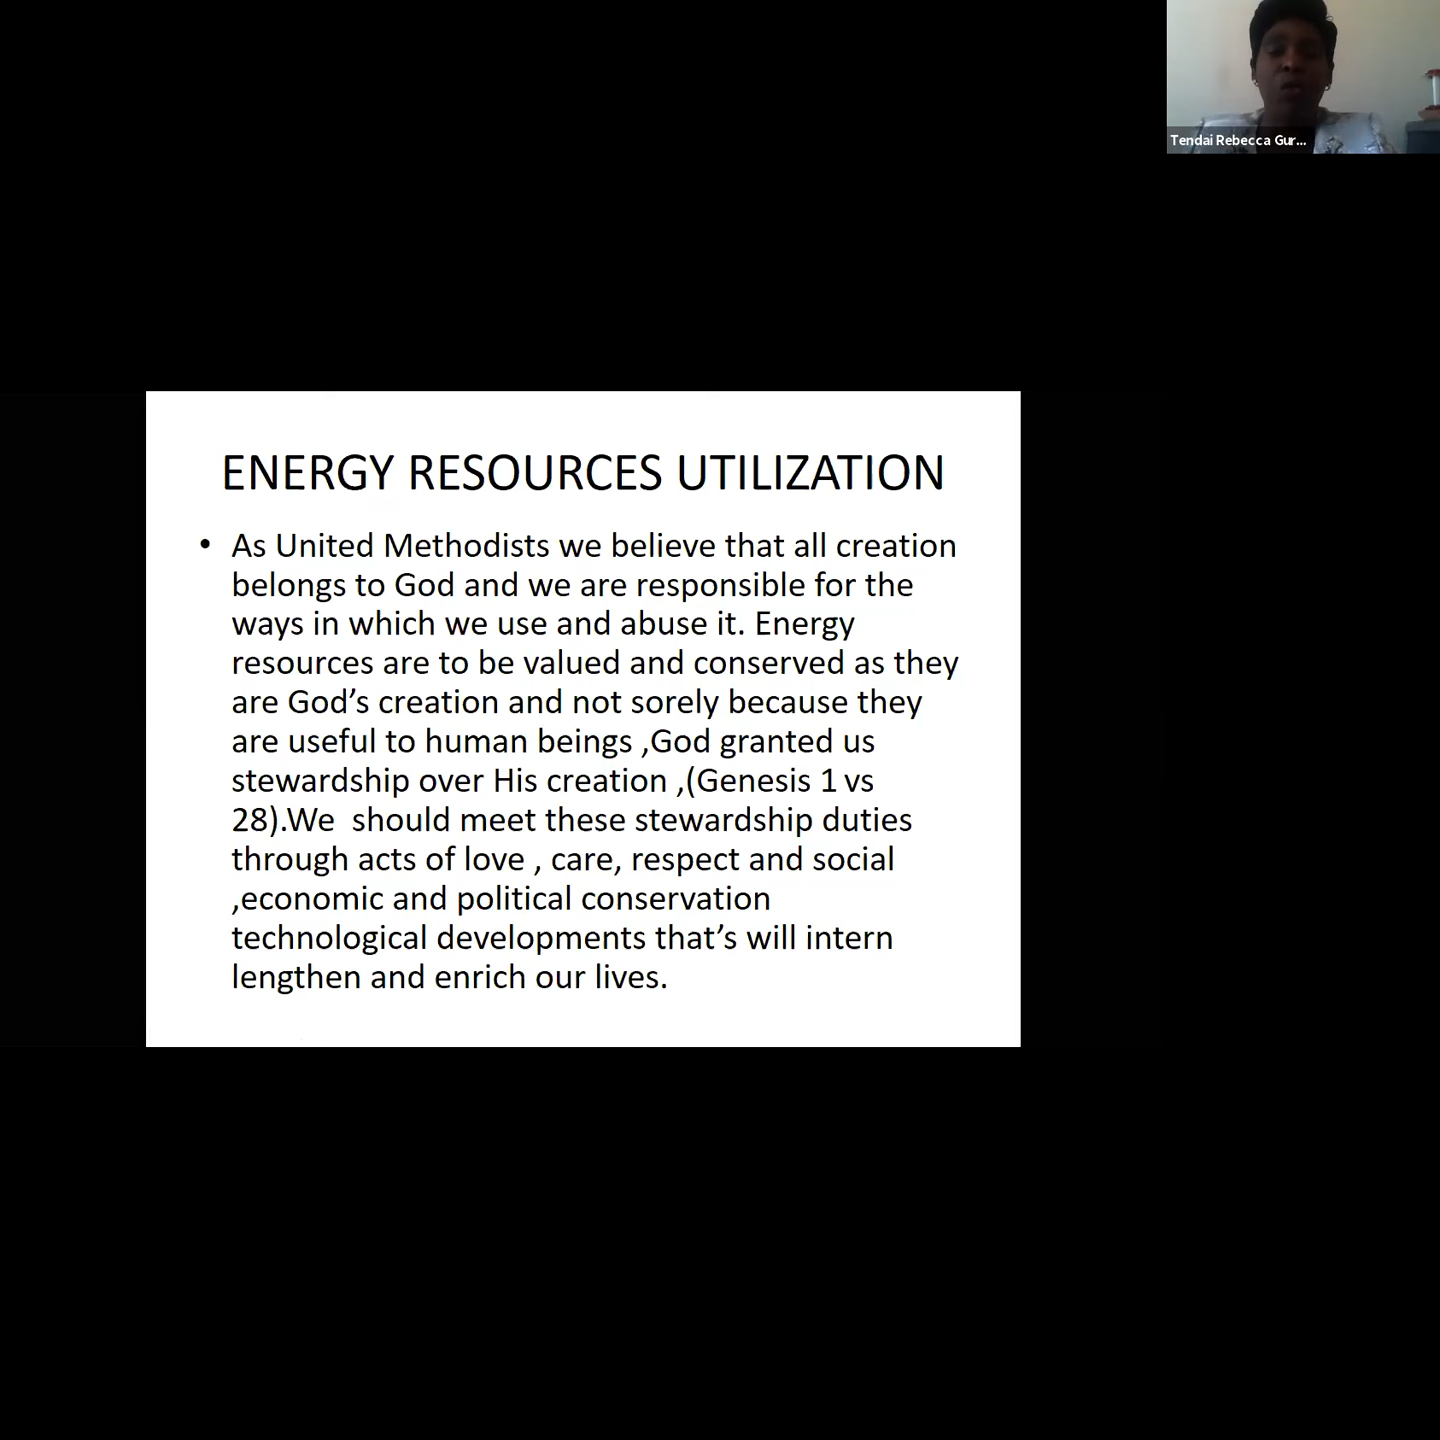 Tendai Rebecca Gur...
ENERGY RESOURCES UTILIZATION
• As United Methodists we believe that all creation
belongs to God and we are responsible for the
ways in which we use and abuse it. Energy
resources are to be valued and conserved as they
are God’s creation and not sorely because they
are useful to human beings ,God granted us
stewardship over His creation ,(Genesis 1 vs
28).We  should meet these stewardship duties
through acts of love , care, respect and social
,economic and political conservation
technological developments that’s will intern
lengthen and enrich our lives.